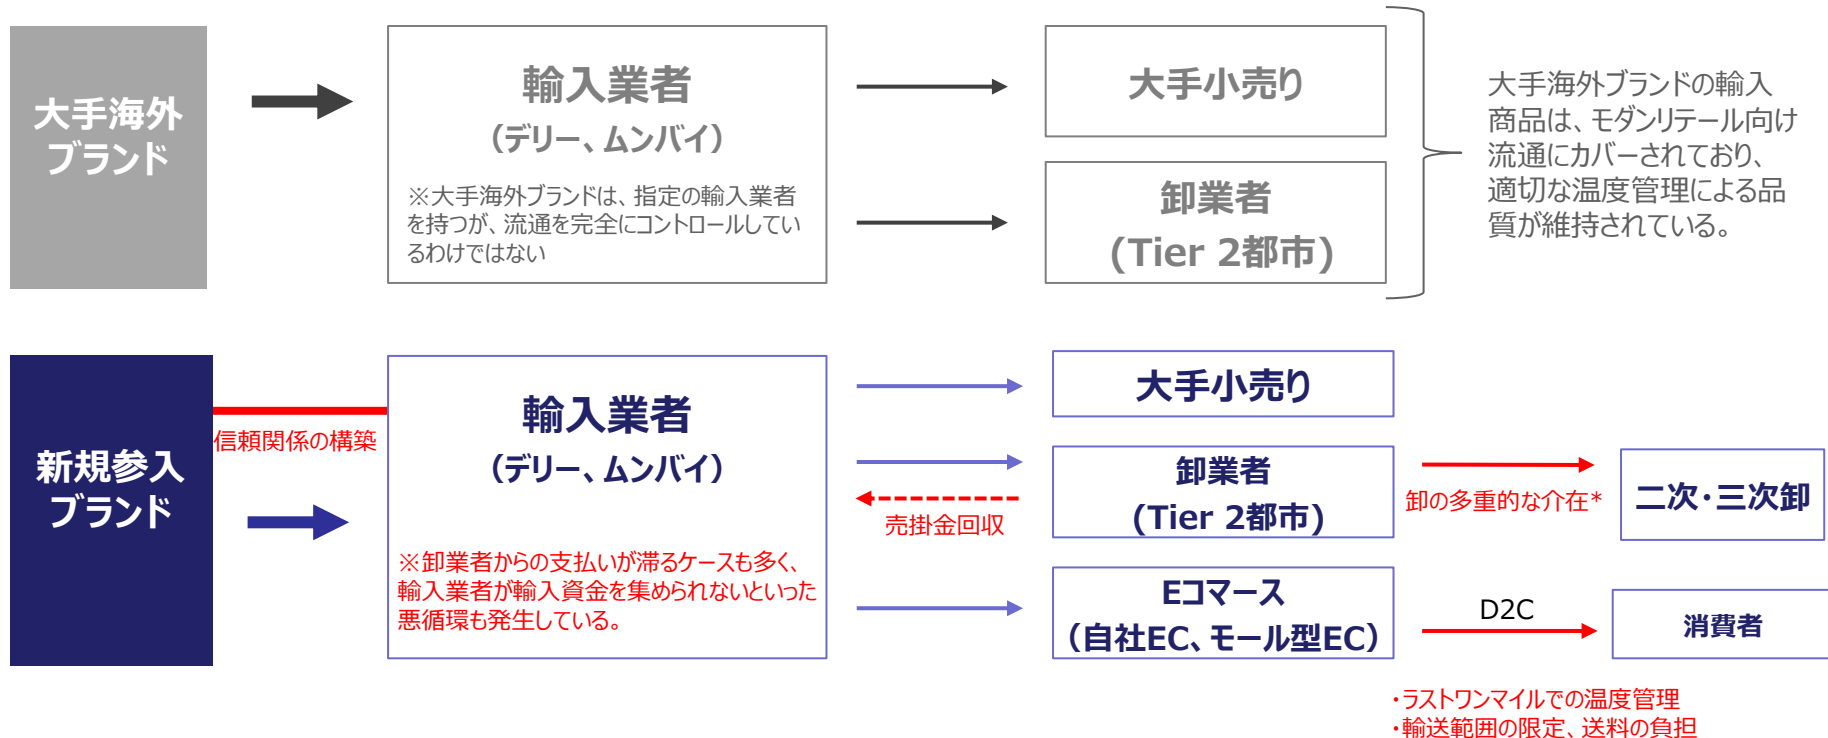 大手海外
ブランド
輸入業者
（デリー、ムンバイ）
※大手海外ブランドは、指定の輸入業者
を持つが、流通を完全にコントロールしてい
るわけではない
大手小売り
卸業者
(Tier 2都市)
大手海外ブランドの輸入
商品は、モダンリテール向け
流通にカバーされており、
適切な温度管理による品
質が維持されている。
新規参入
ブランド
信頼関係の構築
輸入業者
（デリー、ムンバイ）
※卸業者からの支払いが滞るケースも多く、
輸入業者が輸入資金を集められないといった
悪循環も発生している。
大手小売り
卸業者
(Tier 2都市)
売掛金回収
卸の多重的な介在*
二次・三次卸
Eコマース
（自社EC、モール型EC）
D2C
消費者
・ラストワンマイルでの温度管理
・輸送範囲の限定、送料の負担